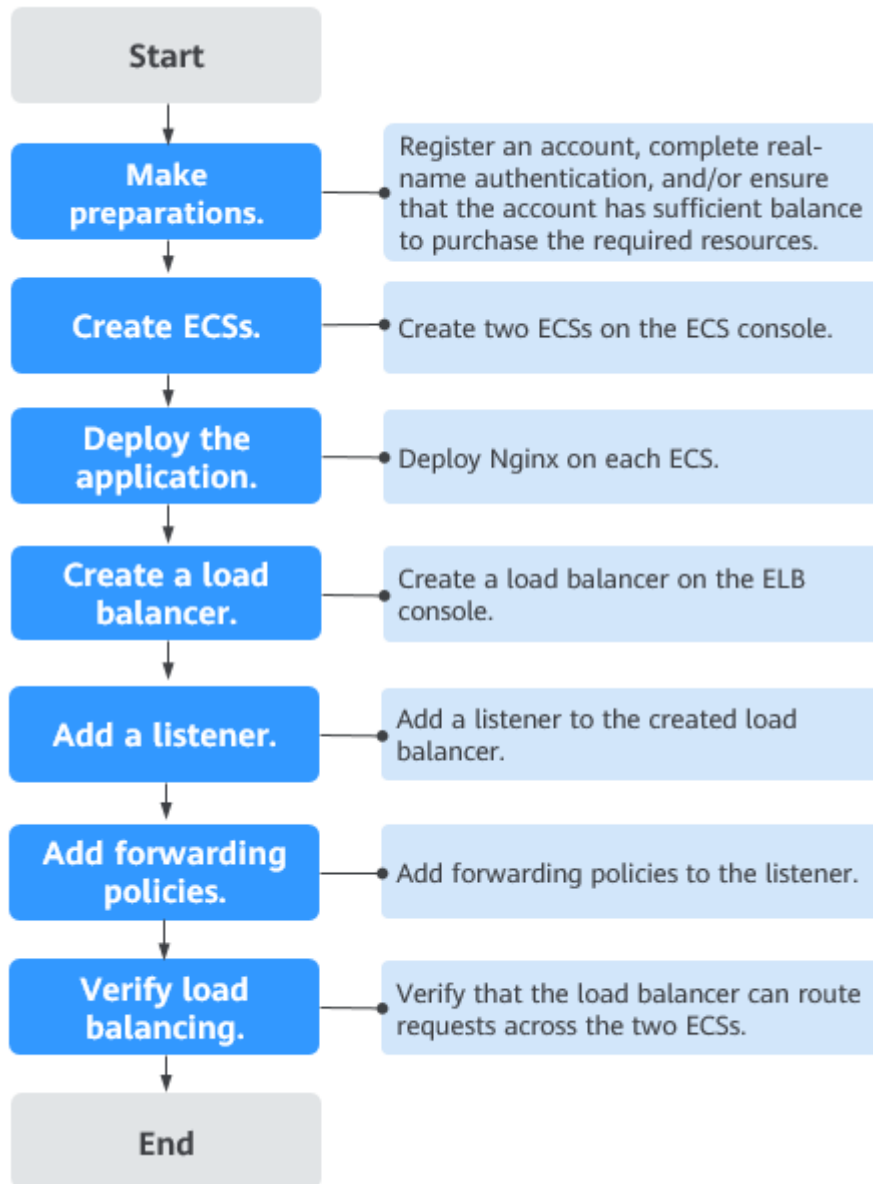 Start
Make
preparations.
Register an account, complete real-
name authentication, and/or ensure
that the account has sufficient balance
to purchase the required resources.
Create ECSs.
Create two ECSs on the ECS console.
Deploy the
application.
Deploy Nginx on each ECS.
Create a load
balancer.
Create a load balancer on the ELB
console.
Add a listener.
Add a listener to the created load
balancer.
Add forwarding
policies.
Add forwarding policies to the listener.
Verify load
balancing.
Verify that the load balancer can route
requests across the two ECSs.
End